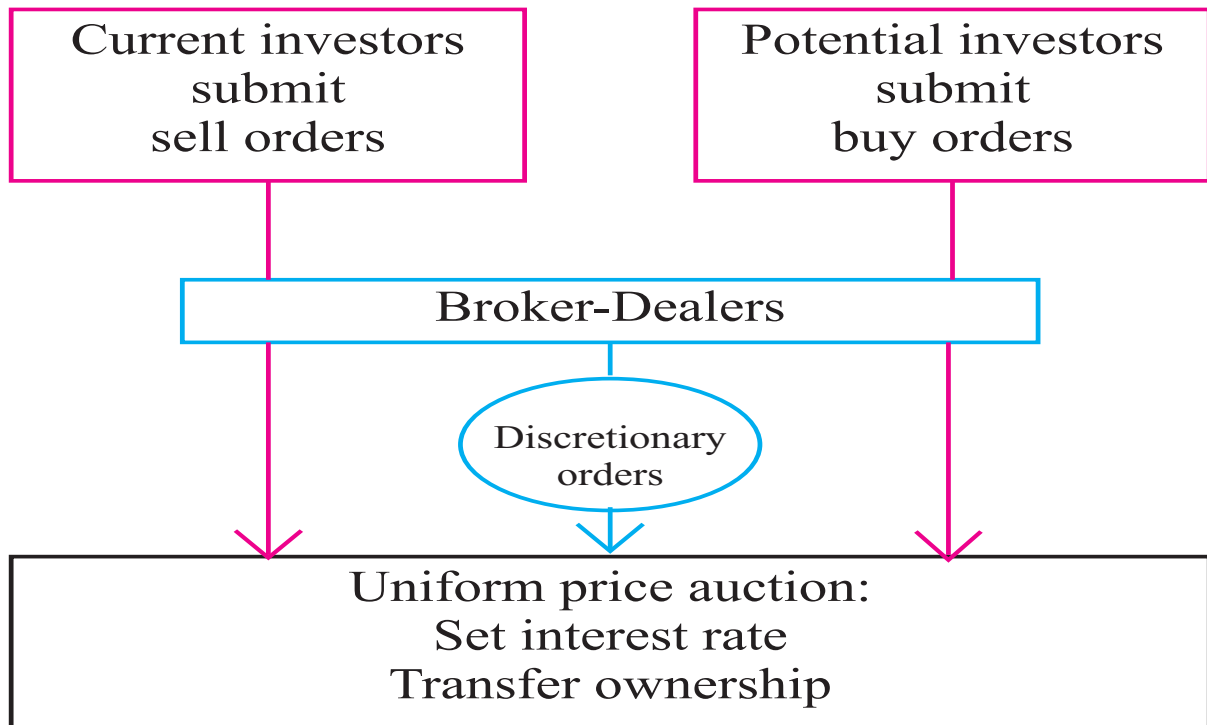 Current investors
submit
sell orders
Potential investors
submit
buy orders
Broker-Dealers
Discretionary
orders
Uniform price auction:
Set interest rate
Transfer ownership